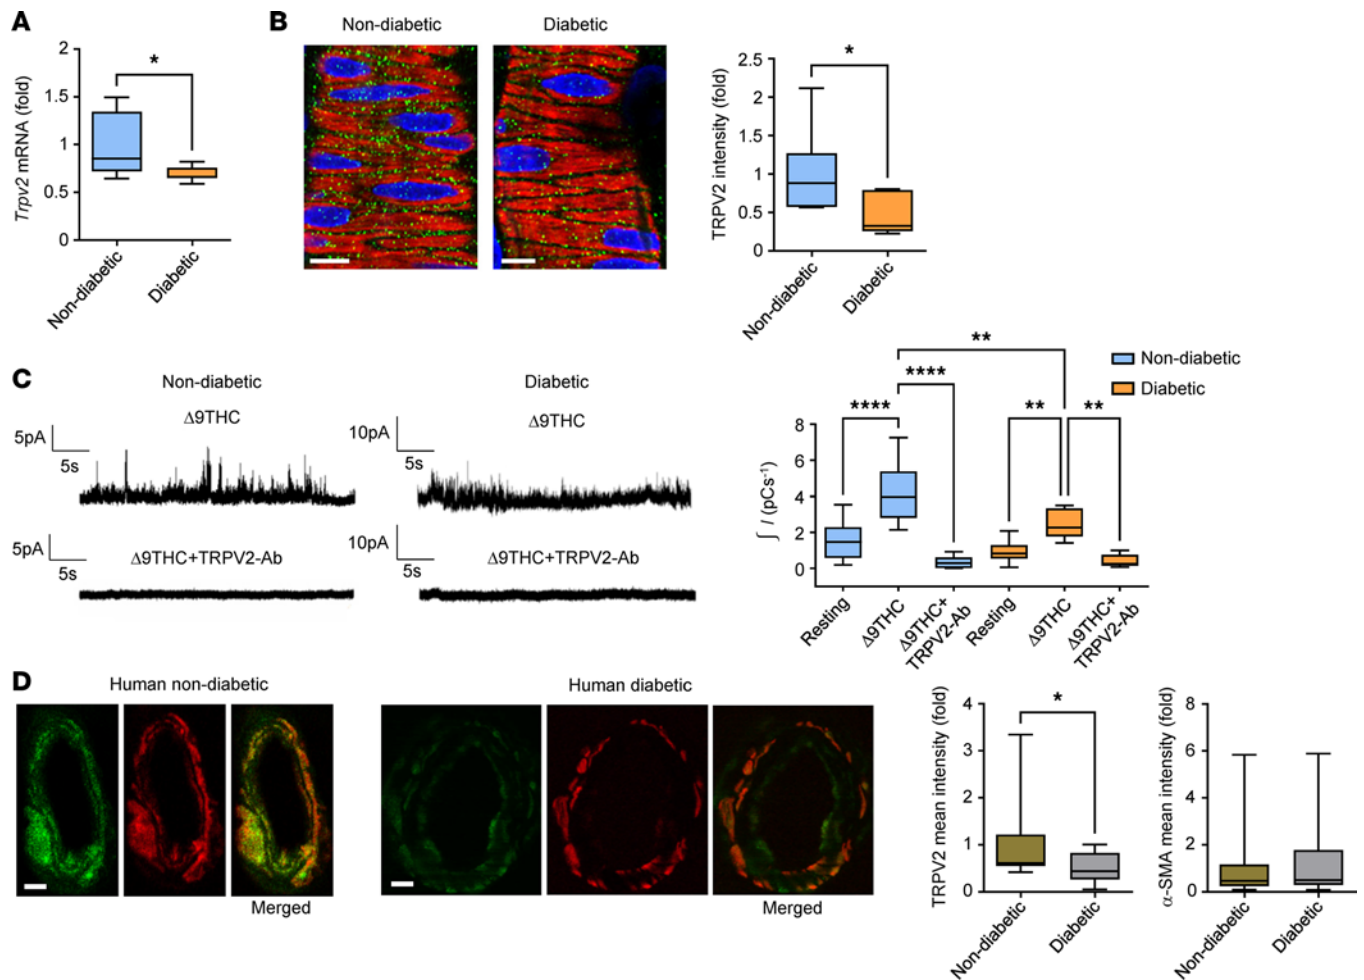 A
Trpv2 mRNA (fold)
2
1.5
1
0.5
0
*
Non-diabetic
Diabetic
B
Non-diabetic
Diabetic
TRPV2 intensity (fold)
2.5
2
1.5
1
0.5
0
*
Non-diabetic
Diabetic
C
Non-diabetic
Δ9THC
5pA
5s
Δ9THC+TRPV2-Ab
5pA
5s
Diabetic
Δ9THC
10pA
5s
Δ9THC+TRPV2-Ab
10pA
5s
Non-diabetic
Diabetic
**
****
****
**
**
∫ I (pCs⁻¹)
8
6
4
2
0
Resting
Δ9THC
Δ9THC+
TRPV2-Ab
Resting
Δ9THC
Δ9THC+
TRPV2-Ab
D
Human non-diabetic
Merged
Human diabetic
Merged
TRPV2 mean intensity (fold)
4
3
2
1
0
*
Non-diabetic
Diabetic
α-SMA mean intensity (fold)
8
6
4
2
0
Non-diabetic
Diabetic